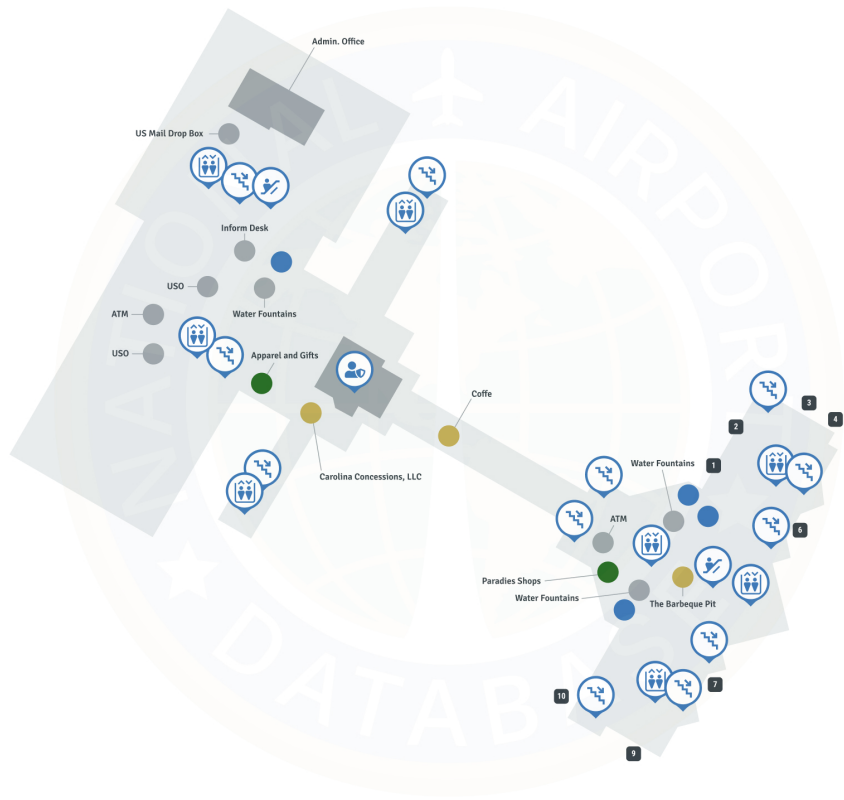 Admin. Office
US Mail Drop Box
Inform Desk
USO
Water Fountains
ATM
USO
Apparel and Gifts
Carolina Concessions, LLC
Coffe
3
4
2
Water Fountains
1
ATM
6
Paradies Shops
Water Fountains
The Barbeque Pit
7
10
9
NATIONAL AIRPORT
DATABASE